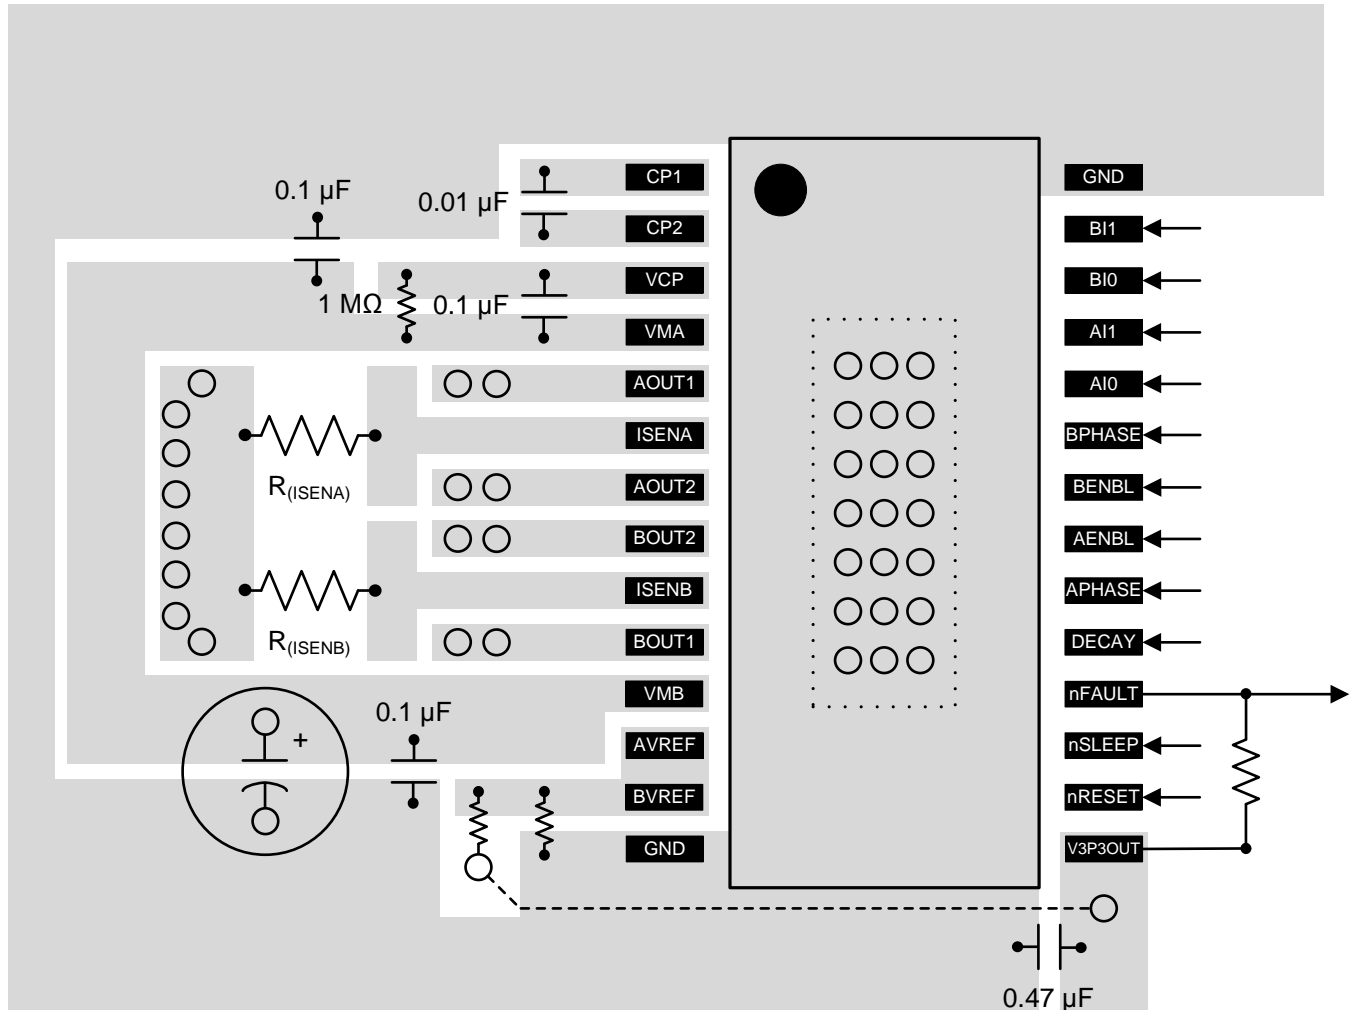 CP1
GND
0.1 µF
0.01 µF
CP2
BI1
VCP
BI0
1 MΩ
0.1 µF
VMA
AI1
AOUT1
AI0
ISENA
BPHASE
R(ISENA)
AOUT2
BENBL
BOUT2
AENBL
ISENB
APHASE
R(ISENB)
BOUT1
DECAY
VMB
nFAULT
0.1 µF
+
AVREF
nSLEEP
BVREF
nRESET
GND
V3P3OUT
0.47 µF